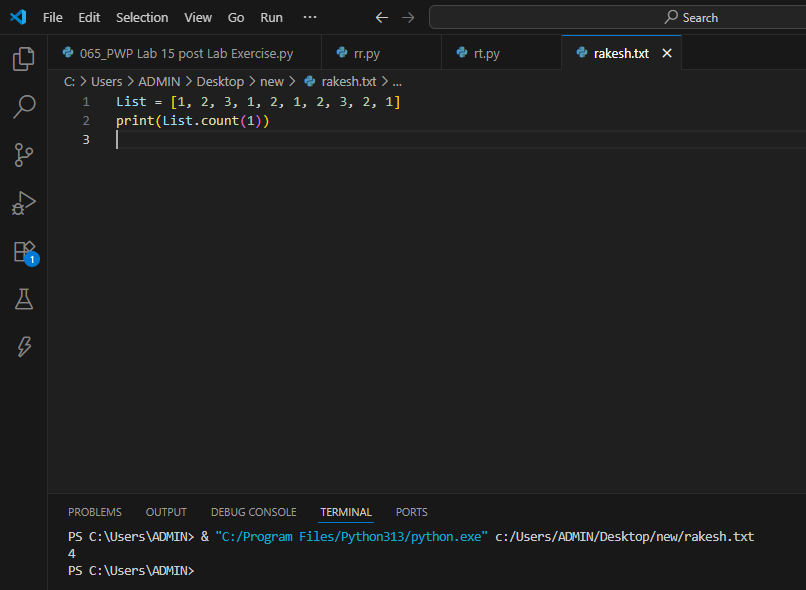 File Edit Selection View Go Run ··· ← → Search
065_PWP Lab 15 post Lab Exercise.py rr.py rt.py rakesh.txt ×
C: > Users > ADMIN > Desktop > new > rakesh.txt > ...
1 List = [1, 2, 3, 1, 2, 1, 2, 3, 2, 1]
2 print(List.count(1))
3
1
PROBLEMS OUTPUT DEBUG CONSOLE TERMINAL PORTS
PS C:\Users\ADMIN> & "C:/Program Files/Python313/python.exe" c:/Users/ADMIN/Desktop/new/rakesh.txt
4
PS C:\Users\ADMIN>